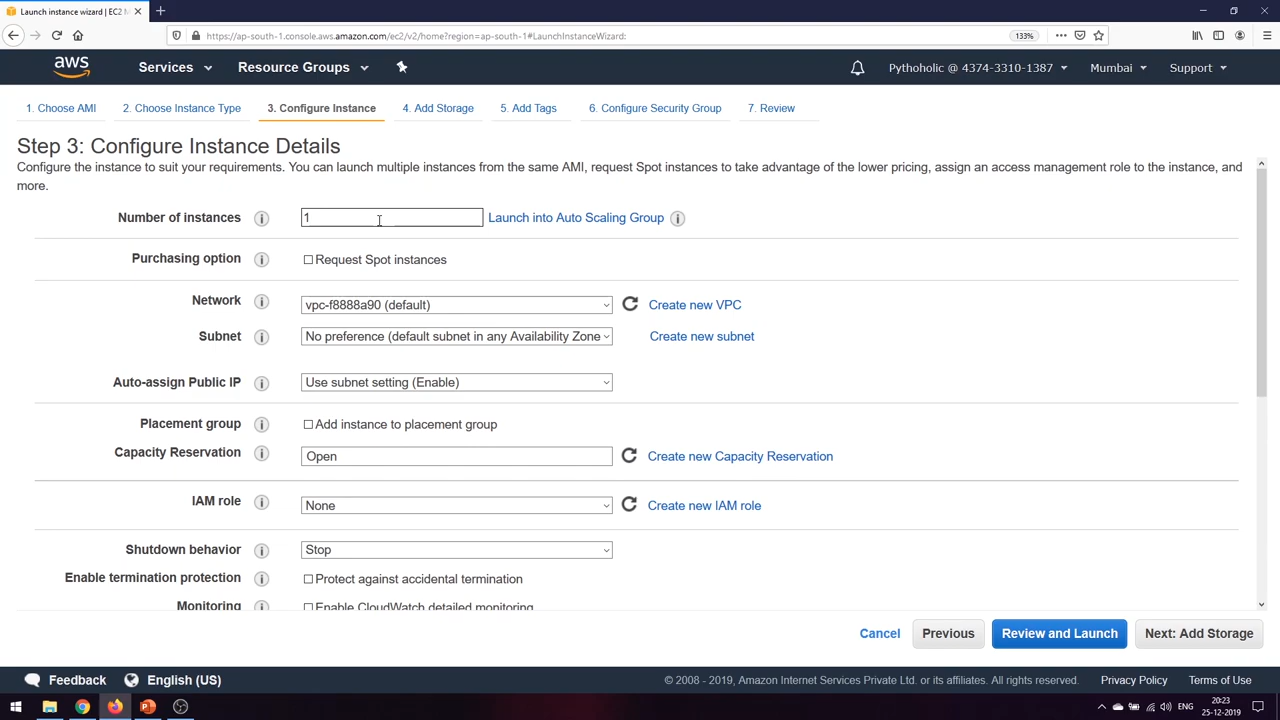 Launch instance wizard | EC2 M
https://ap-south-1.console.aws.amazon.com/ec2/v2/home?region=ap-south-1#LaunchInstanceWizard:
133%
aws
Services
Resource Groups
Pythoholic @ 4374-3310-1387
Mumbai
Support
1. Choose AMI
2. Choose Instance Type
3. Configure Instance
4. Add Storage
5. Add Tags
6. Configure Security Group
7. Review
Step 3: Configure Instance Details
Configure the instance to suit your requirements. You can launch multiple instances from the same AMI, request Spot instances to take advantage of the lower pricing, assign an access management role to the instance, and
more.
Number of instances
1
Launch into Auto Scaling Group
Purchasing option
Request Spot instances
Network
vpc-f8888a90 (default)
Create new VPC
Subnet
No preference (default subnet in any Availability Zone
Create new subnet
Auto-assign Public IP
Use subnet setting (Enable)
Placement group
Add instance to placement group
Capacity Reservation
Open
Create new Capacity Reservation
IAM role
None
Create new IAM role
Shutdown behavior
Stop
Enable termination protection
Protect against accidental termination
Monitoring
Enable CloudWatch detailed monitoring
Cancel
Previous
Review and Launch
Next: Add Storage
Feedback
English (US)
© 2008 - 2019, Amazon Internet Services Private Ltd. or its affiliates. All rights reserved.
Privacy Policy
Terms of Use
ENG
20:23
25-12-2019